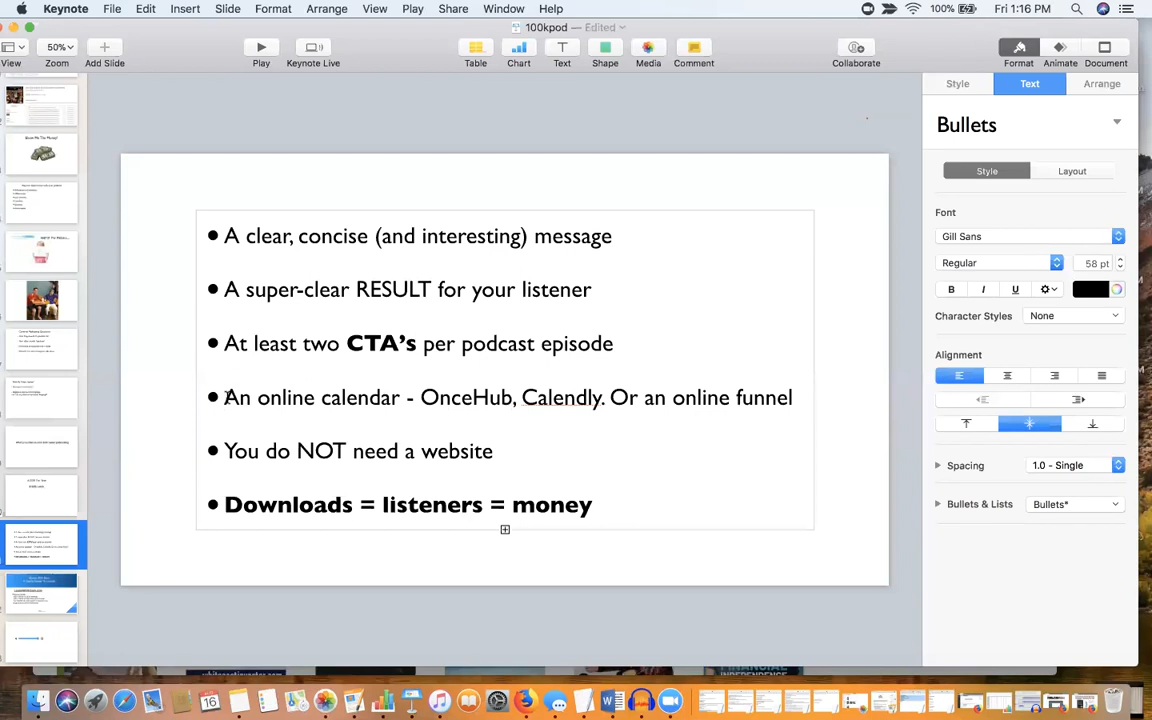 Keynote File Edit Insert Slide Format Arrange View Play Share Window Help 100% Fri 1:16 PM
100kpod — Edited
50%
View Zoom Add Slide Play Keynote Live Table Chart Text Shape Media Comment Collaborate Format Animate Document
Style Text Arrange
Bullets
Style Layout
Font
Gill Sans
Regular 58 pt
B I U
Character Styles None
Alignment
Spacing 1.0 - Single
Bullets & Lists Bullets*
• A clear, concise (and interesting) message
• A super-clear RESULT for your listener
• At least two CTA's per podcast episode
• An online calendar - OnceHub, Calendly. Or an online funnel
• You do NOT need a website
• Downloads = listeners = money
16